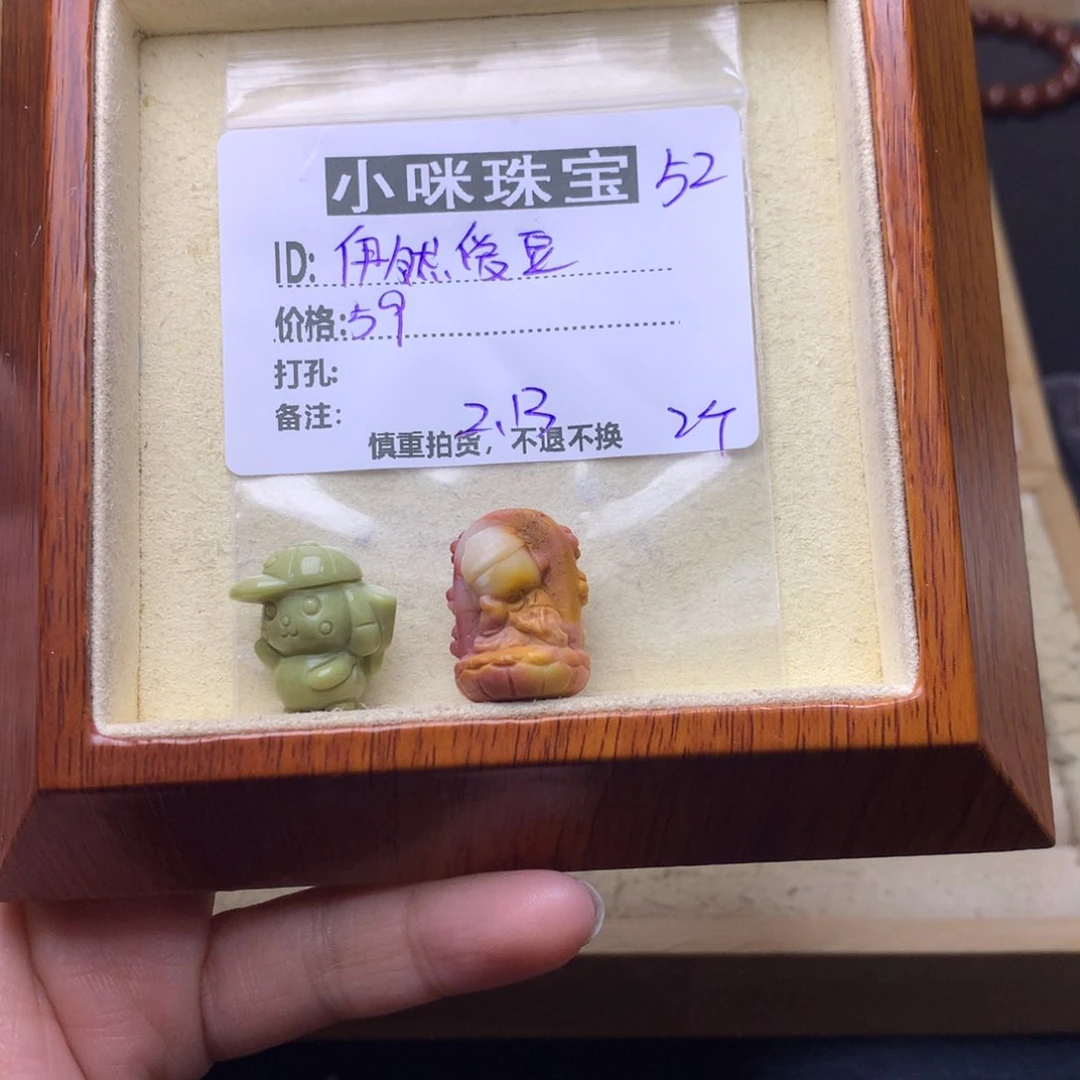 小咪珠宝 52
ID: 伊然爱豆
价格:59
打孔:
备注:
2.13 24
慎重拍货，不退不换